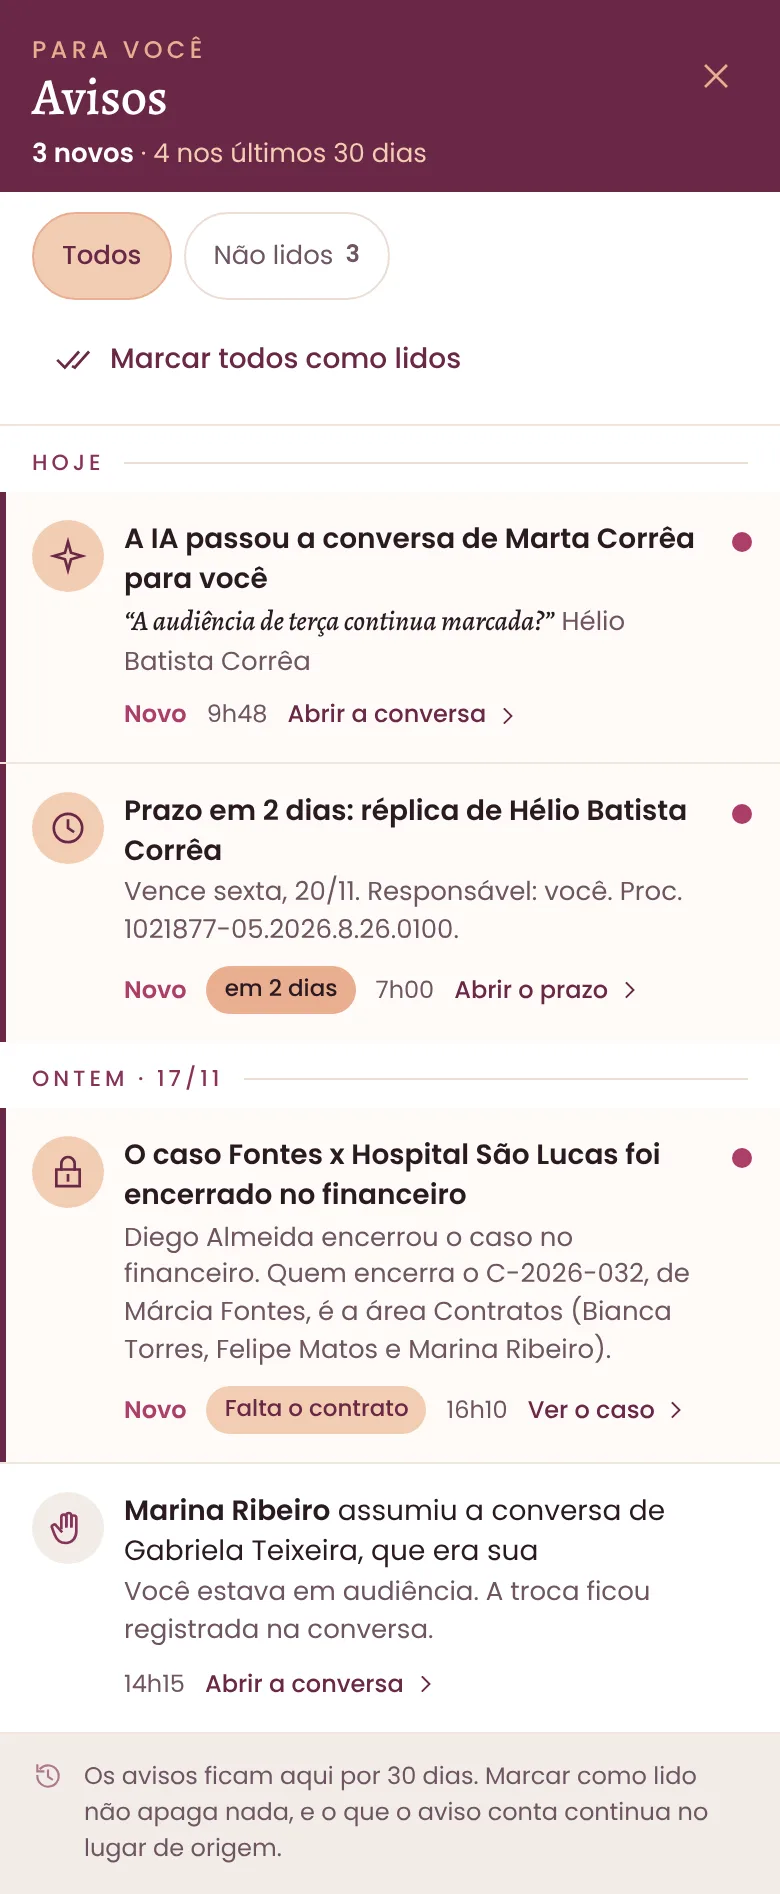 PARA VOCÊ
Avisos
3 novos · 4 nos últimos 30 dias
Todos
Não lidos 3
Marcar todos como lidos
HOJE
A IA passou a conversa de Marta Corrêa
para você
“A audiência de terça continua marcada?” Hélio
Batista Corrêa
Novo 9h48 Abrir a conversa
Prazo em 2 dias: réplica de Hélio Batista
Corrêa
Vence sexta, 20/11. Responsável: você. Proc.
1021877-05.2026.8.26.0100.
Novo em 2 dias 7h00 Abrir o prazo
ONTEM · 17/11
O caso Fontes x Hospital São Lucas foi
encerrado no financeiro
Diego Almeida encerrou o caso no
financeiro. Quem encerra o C-2026-032, de
Márcia Fontes, é a área Contratos (Bianca
Torres, Felipe Matos e Marina Ribeiro).
Novo Falta o contrato 16h10 Ver o caso
Marina Ribeiro assumiu a conversa de
Gabriela Teixeira, que era sua
Você estava em audiência. A troca ficou
registrada na conversa.
14h15 Abrir a conversa
Os avisos ficam aqui por 30 dias. Marcar como lido
não apaga nada, e o que o aviso conta continua no
lugar de origem.